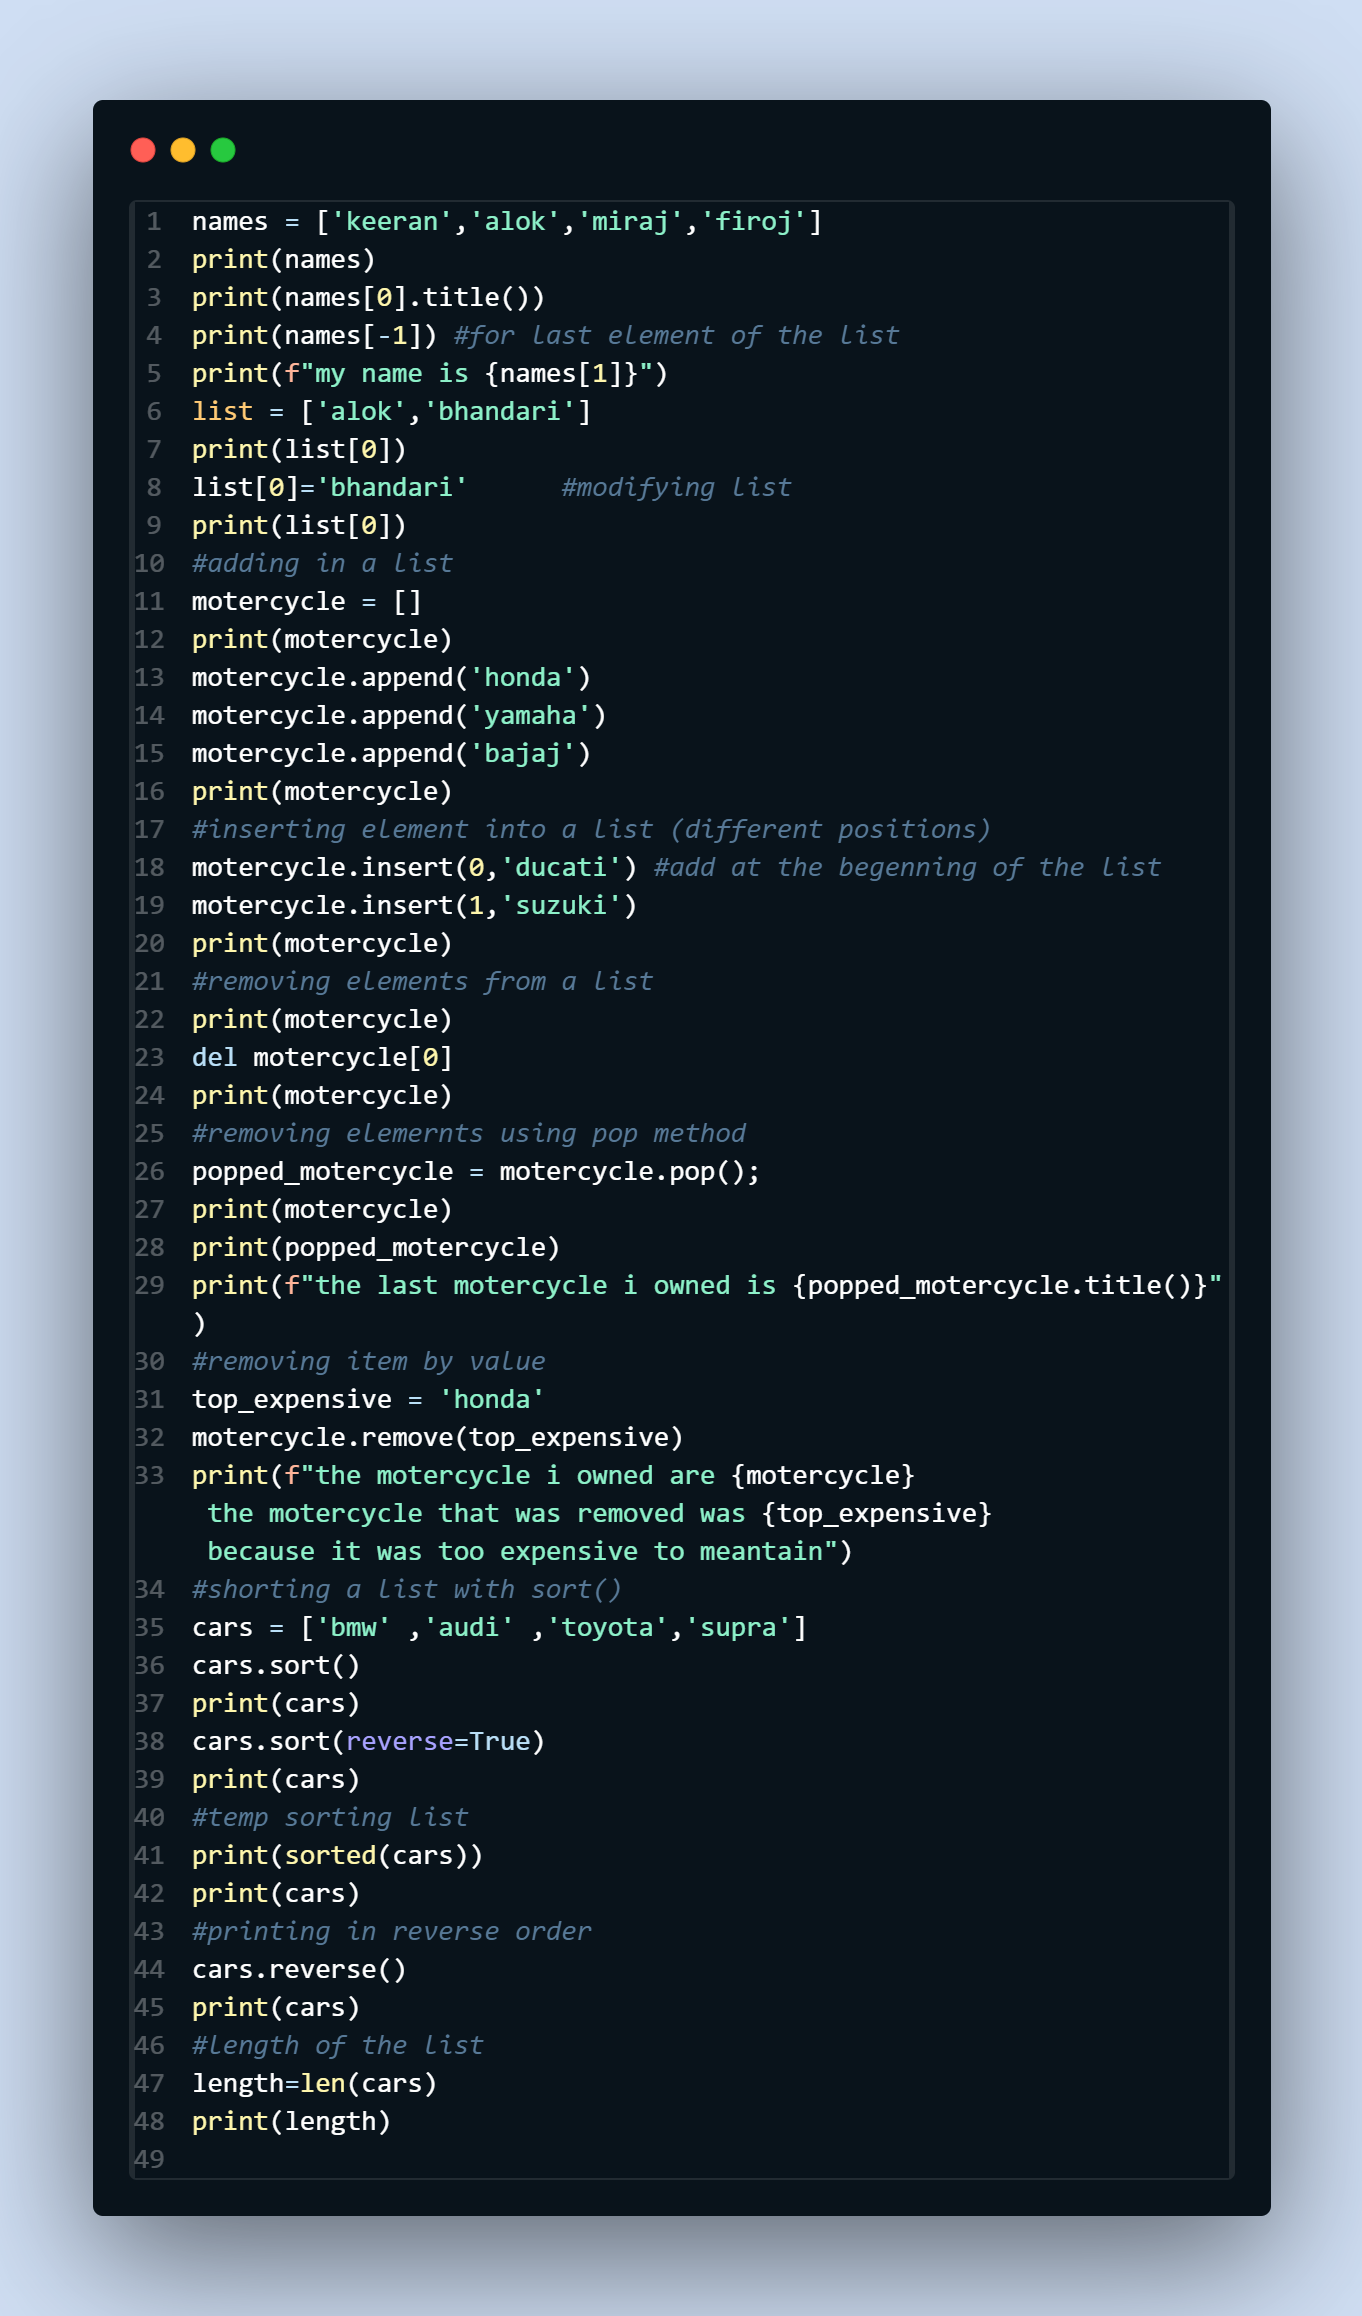 1 names = ['keeran','alok','miraj','firoj']
2 print(names)
3 print(names[0].title())
4 print(names[-1]) #for last element of the list
5 print(f"my name is {names[1]}")
6 list = ['alok','bhandari']
7 print(list[0])
8 list[0]='bhandari'      #modifying list
9 print(list[0])
10 #adding in a list
11 motercycle = []
12 print(motercycle)
13 motercycle.append('honda')
14 motercycle.append('yamaha')
15 motercycle.append('bajaj')
16 print(motercycle)
17 #inserting element into a list (different positions)
18 motercycle.insert(0,'ducati') #add at the begenning of the list
19 motercycle.insert(1,'suzuki')
20 print(motercycle)
21 #removing elements from a list
22 print(motercycle)
23 del motercycle[0]
24 print(motercycle)
25 #removing elemernts using pop method
26 popped_motercycle = motercycle.pop();
27 print(motercycle)
28 print(popped_motercycle)
29 print(f"the last motercycle i owned is {popped_motercycle.title()}"
)
30 #removing item by value
31 top_expensive = 'honda'
32 motercycle.remove(top_expensive)
33 print(f"the motercycle i owned are {motercycle}
the motercycle that was removed was {top_expensive}
because it was too expensive to meantain")
34 #shorting a list with sort()
35 cars = ['bmw' ,'audi' ,'toyota','supra']
36 cars.sort()
37 print(cars)
38 cars.sort(reverse=True)
39 print(cars)
40 #temp sorting list
41 print(sorted(cars))
42 print(cars)
43 #printing in reverse order
44 cars.reverse()
45 print(cars)
46 #length of the list
47 length=len(cars)
48 print(length)
49